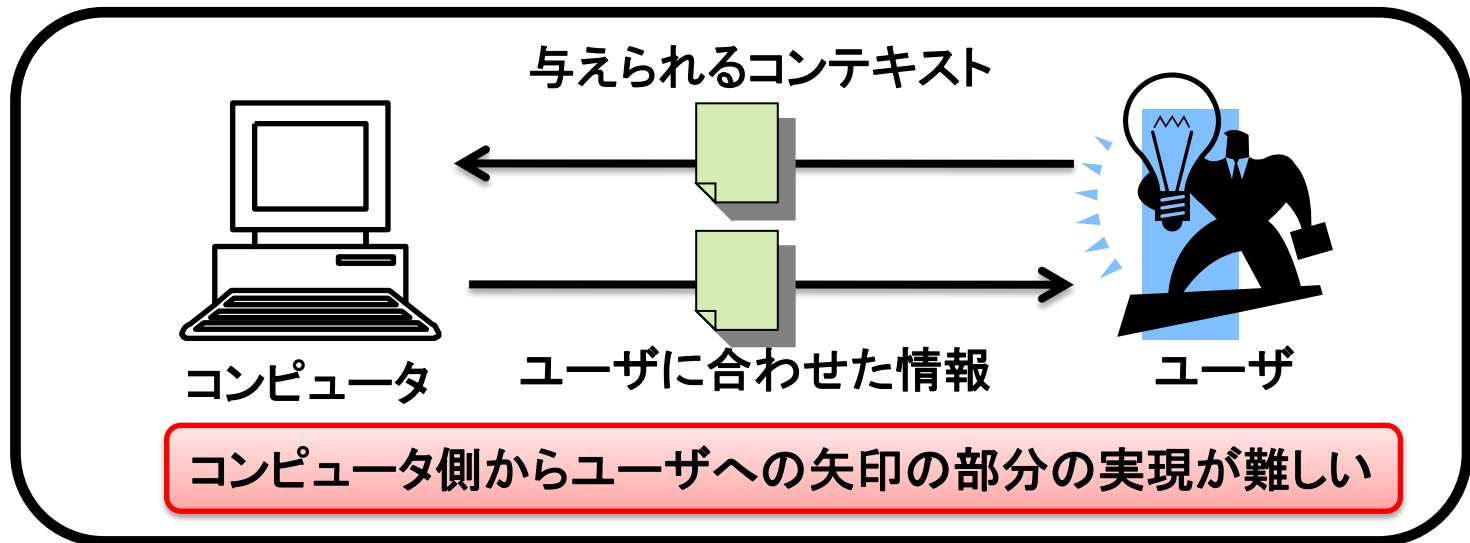 与えられるコンテキスト
コンピュータ
ユーザに合わせた情報
ユーザ
コンピュータ側からユーザへの矢印の部分の実現が難しい